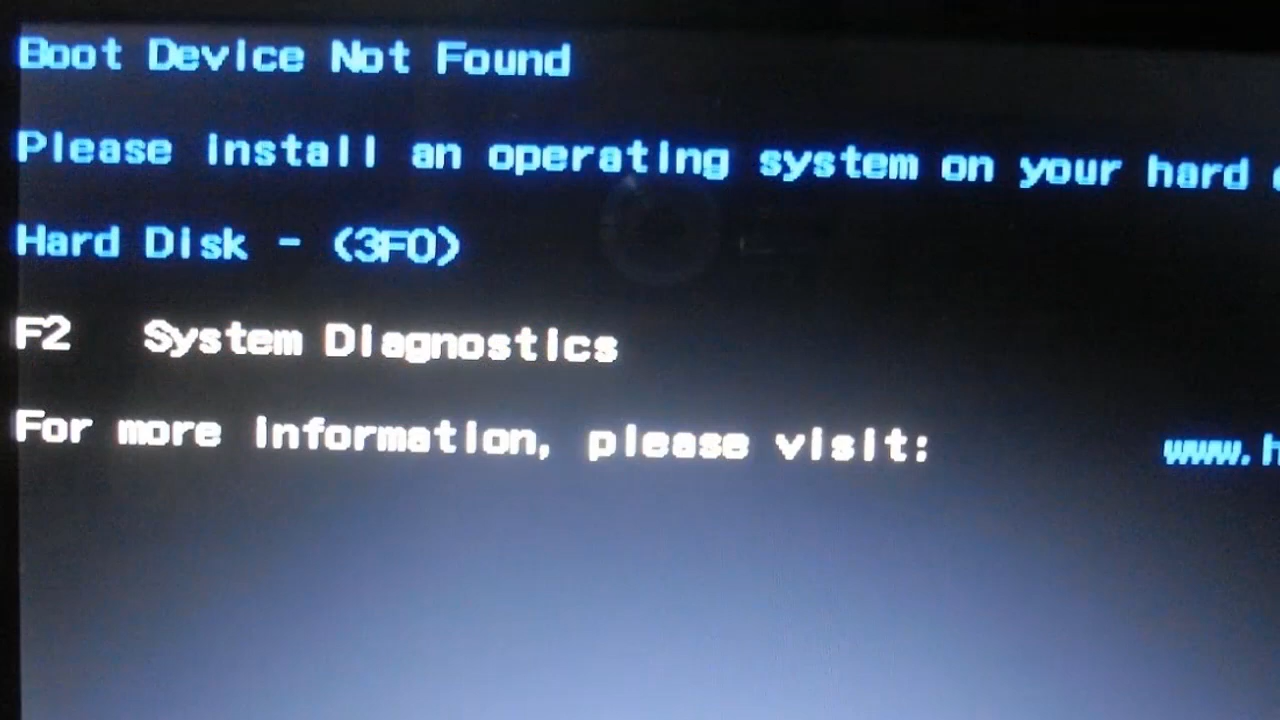 Boot Device Not Found
Please install an operating system on your hard
Hard Disk - (3F0)
F2 System Diagnostics
For more information, please visit: www.h